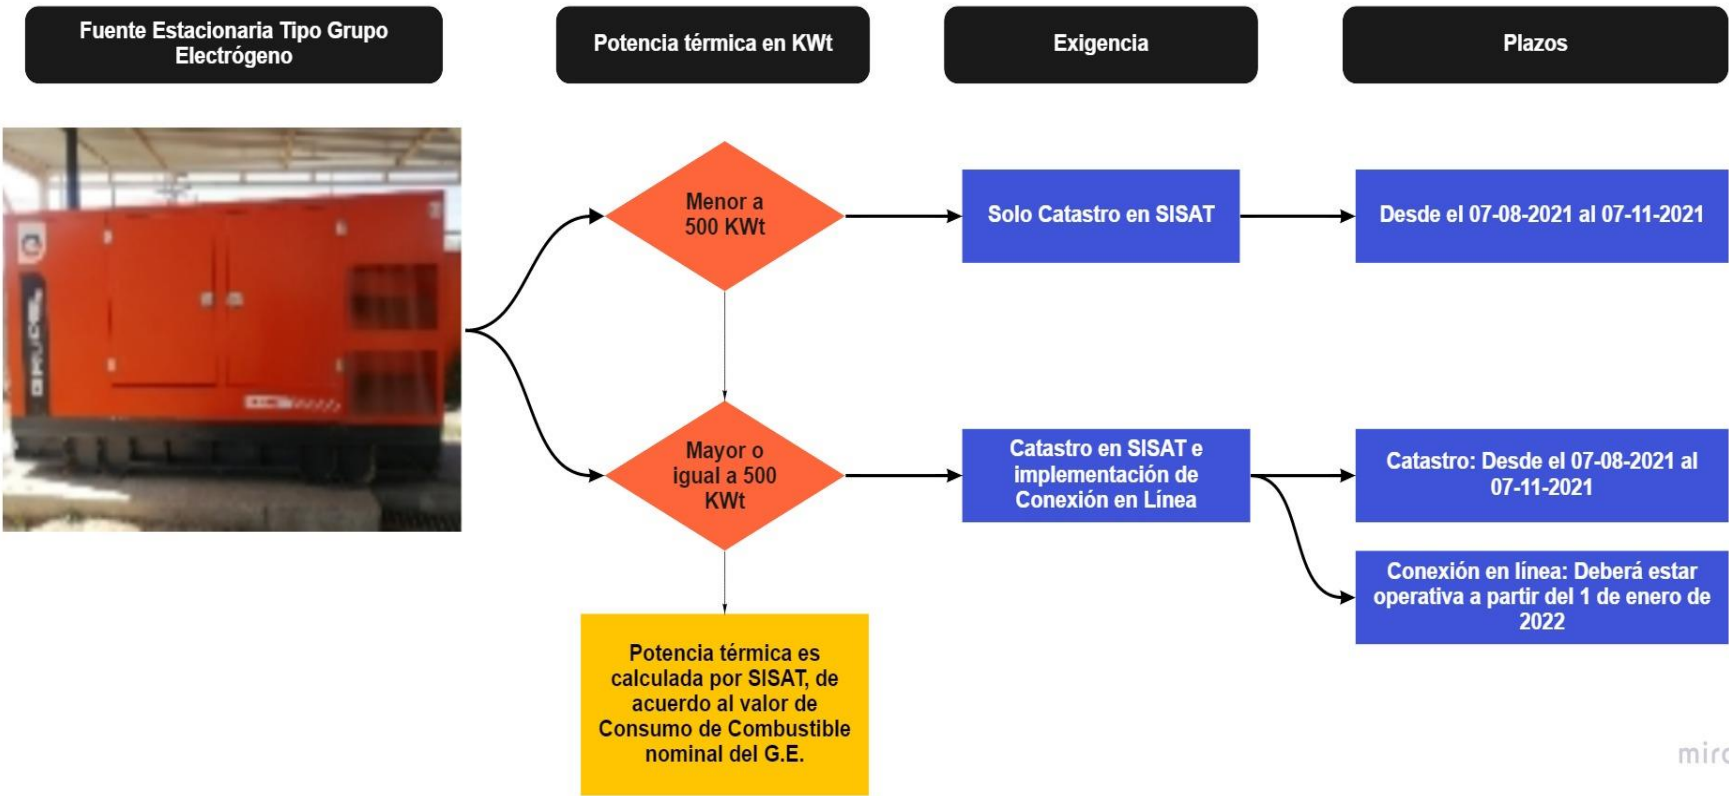 Fuente Estacionaria Tipo Grupo
Electrógeno
Potencia térmica en KWt
Exigencia
Plazos
Menor a
500 KWt
Solo Catastro en SISAT
Desde el 07-08-2021 al 07-11-2021
Mayor o
igual a 500
KWt
Catastro en SISAT e
implementación de
Conexión en Línea
Catastro: Desde el 07-08-2021 al
07-11-2021
Conexión en línea: Deberá estar
operativa a partir del 1 de enero de
2022
Potencia térmica es
calculada por SISAT, de
acuerdo al valor de
Consumo de Combustible
nominal del G.E.
GRUCEL
miro